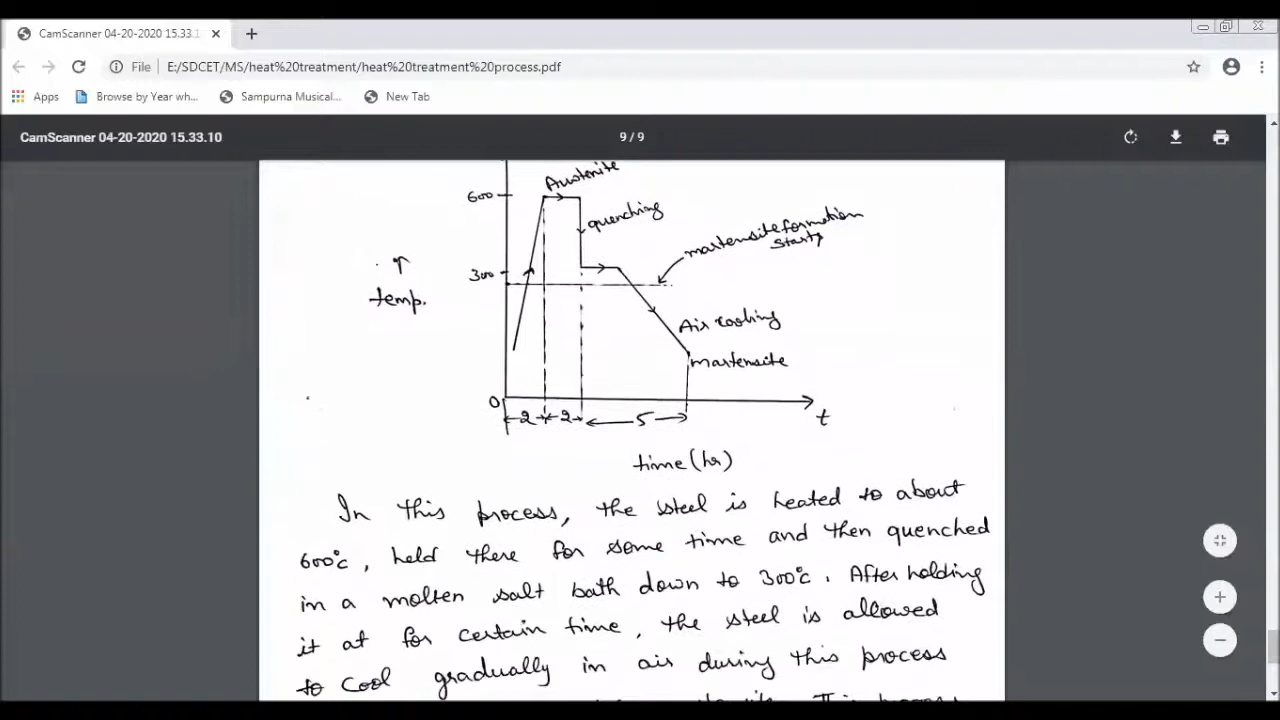 CamScanner 04-20-2020 15.33.1
File E:/SDCET/MS/heat%20treatment/heat%20treatment%20process.pdf
Apps Browse by Year wh... Sampurna Musical... New Tab
CamScanner 04-20-2020 15.33.10 9 / 9
Austenite
600
quenching
martensite formation
starts
300
temp.
Air cooling
martensite
0
2 2 5 t
time (hr)
In this process, the steel is heated to about
600°c, held there for some time and then quenched
in a molten salt bath down to 300°c. After holding
it at for certain time, the steel is allowed
to cool gradually in air during this process